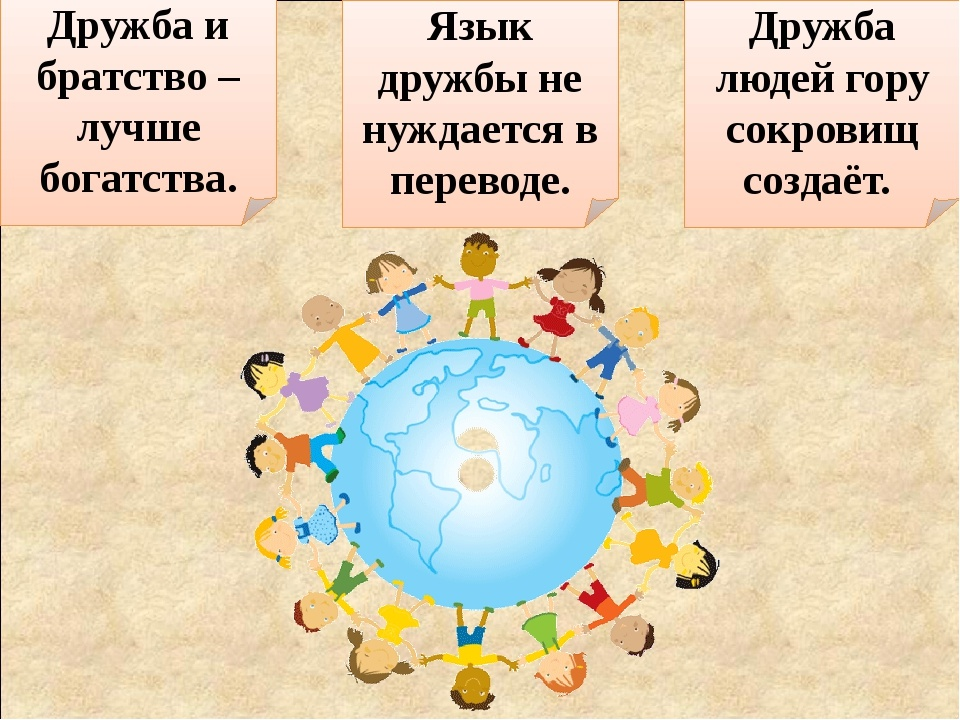 Дружба и
братство –
лучше
богатства.
Язык
дружбы не
нуждается в
переводе.
Дружба
людей гору
сокровищ
создаёт.